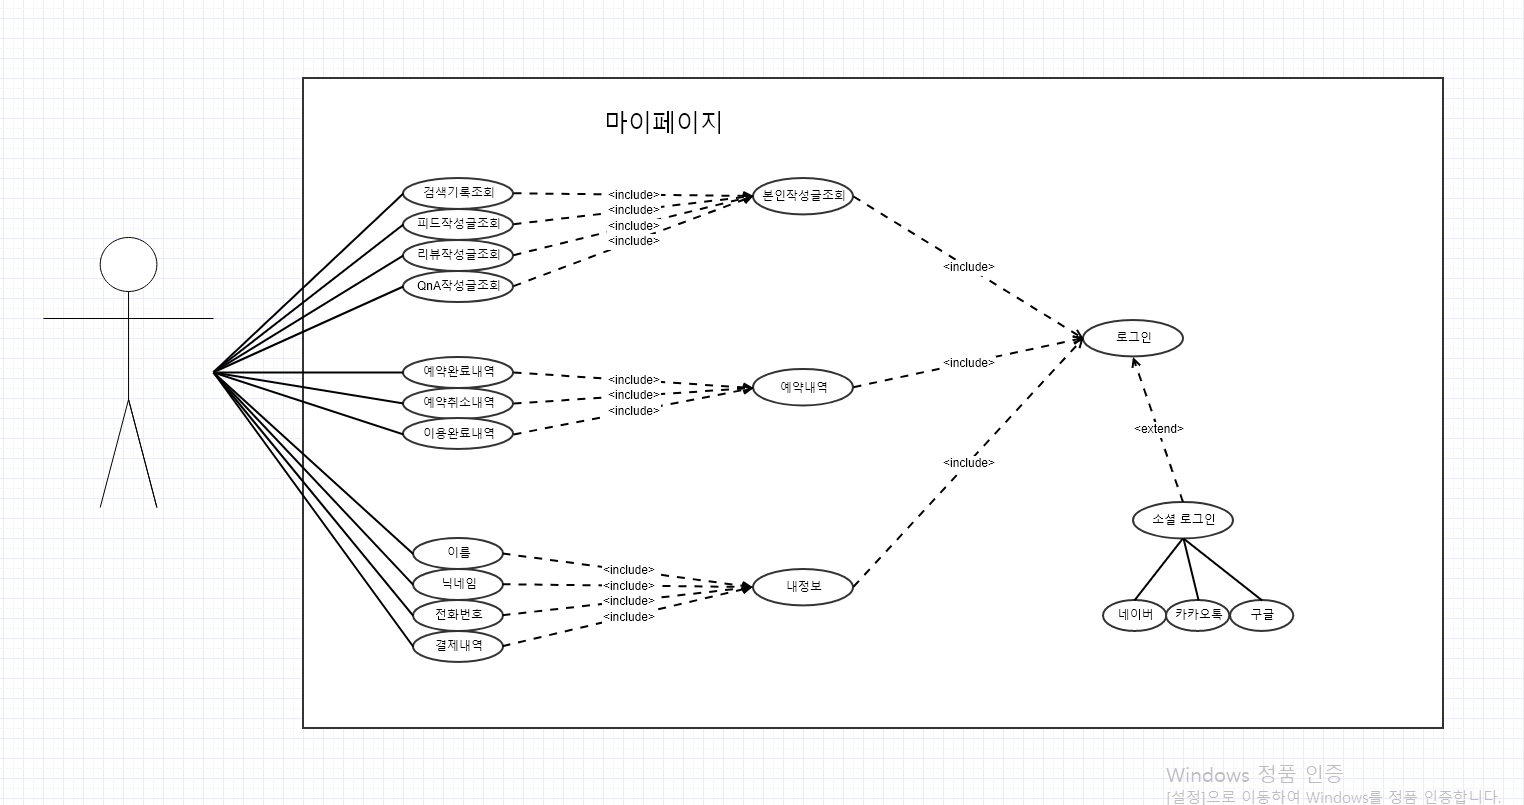 마이페이지
검색기록조회
피드작성글조회
리뷰작성글조회
QnA작성글조회
<include>
<include>
<include>
<include>
본인작성글조회
<include>
예약완료내역
예약취소내역
이용완료내역
<include>
<include>
<include>
예약내역
<include>
로그인
<include>
<extend>
이름
닉네임
전화번호
결제내역
<include>
<include>
<include>
<include>
내정보
소셜 로그인
네이버
카카오톡
구글
Windows 정품 인증
[설정]으로 이동하여 Windows를 정품 인증합니다.